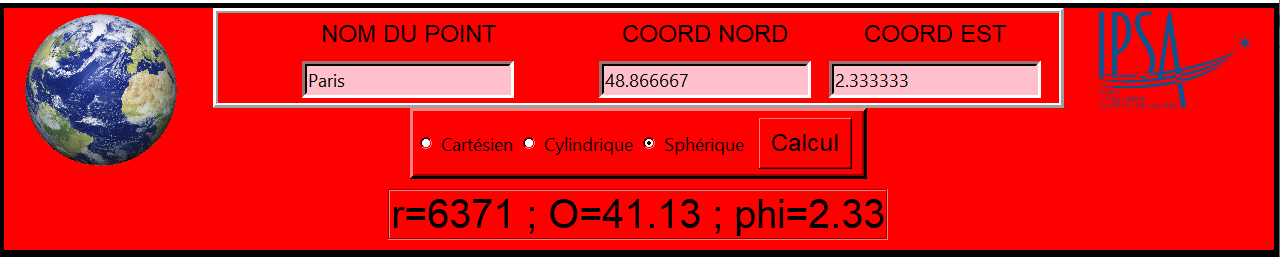 NOM DU POINT COORD NORD COORD EST
IPSA
Paris 48.866667 2.333333
Cartésien Cylindrique Sphérique Calcul
r=6371 ; O=41.13 ; phi=2.33